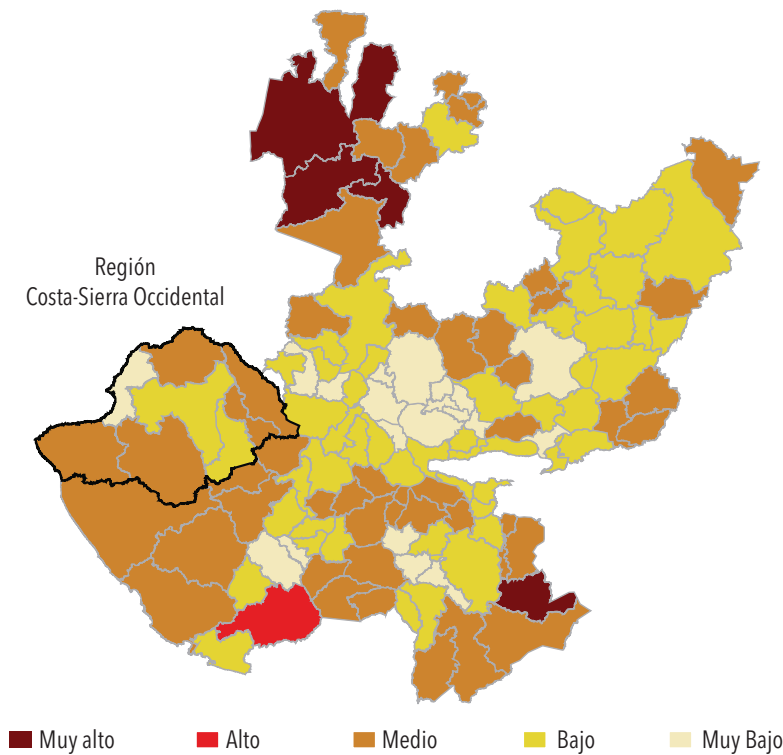 Región
Costa-Sierra Occidental
Muy alto
Alto
Medio
Bajo
Muy Bajo